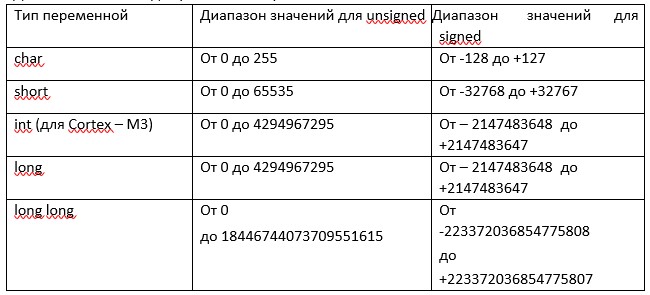 Тип переменной
Диапазон значений для unsigned
Диапазон значений для
signed
char
От 0 до 255
От -128 до +127
short
От 0 до 65535
От -32768 до +32767
int (для Cortex – M3)
От 0 до 4294967295
От – 2147483648 до
+2147483647
long
От 0 до 4294967295
От – 2147483648 до
+2147483647
long long
От 0
до 18446744073709551615
От
-223372036854775808
до
+223372036854775807